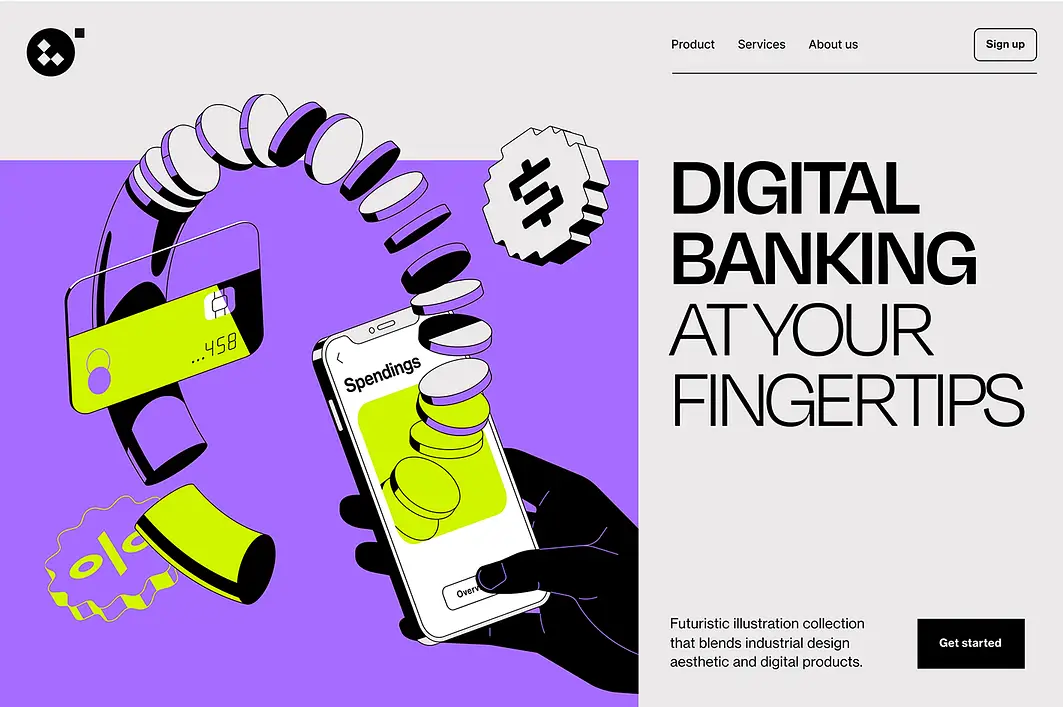 Product Services About us Sign up
DIGITAL
BANKING
AT YOUR
FINGERTIPS
$
...458
Spendings
%
Futuristic illustration collection
that blends industrial design
aesthetic and digital products.
Get started